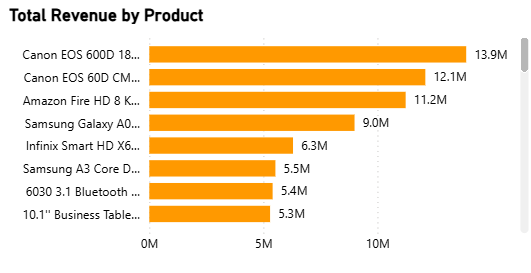 Total Revenue by Product
Canon EOS 600D 18... 13.9M
Canon EOS 60D CM... 12.1M
Amazon Fire HD 8 K... 11.2M
Samsung Galaxy A0... 9.0M
Infinix Smart HD X6... 6.3M
Samsung A3 Core D... 5.5M
6030 3.1 Bluetooth ... 5.4M
10.1'' Business Table... 5.3M
0M 5M 10M